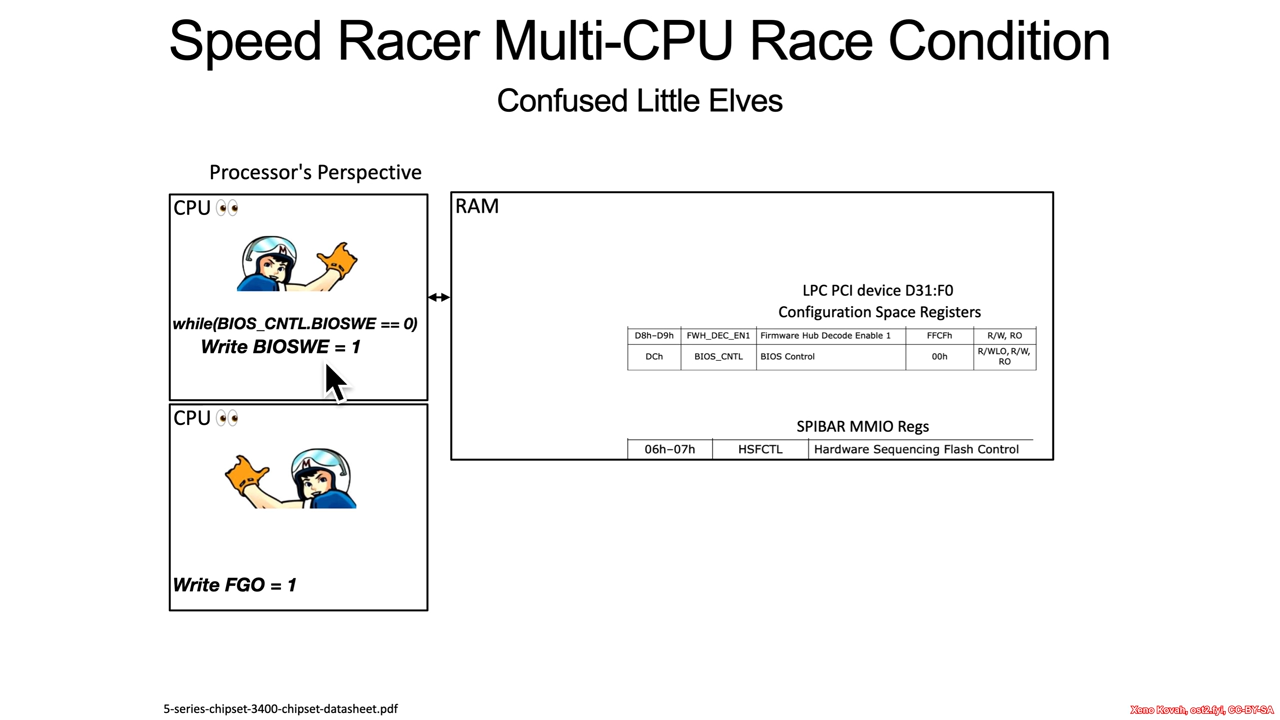 Speed Racer Multi-CPU Race Condition
Confused Little Elves
Processor's Perspective
CPU 👀
M
while(BIOS_CNTL.BIOSWE == 0)
Write BIOSWE = 1
CPU 👀
M
Write FGO = 1
RAM
LPC PCI device D31:F0
Configuration Space Registers
D8h–D9h FWH_DEC_EN1 Firmware Hub Decode Enable 1 FFCFh R/W, RO
DCh BIOS_CNTL BIOS Control 00h R/WLO, R/W,
RO
SPIBAR MMIO Regs
06h–07h HSFCTL Hardware Sequencing Flash Control
5-series-chipset-3400-chipset-datasheet.pdf
Xeno Kovah, ost2.fyi, CC-BY-SA